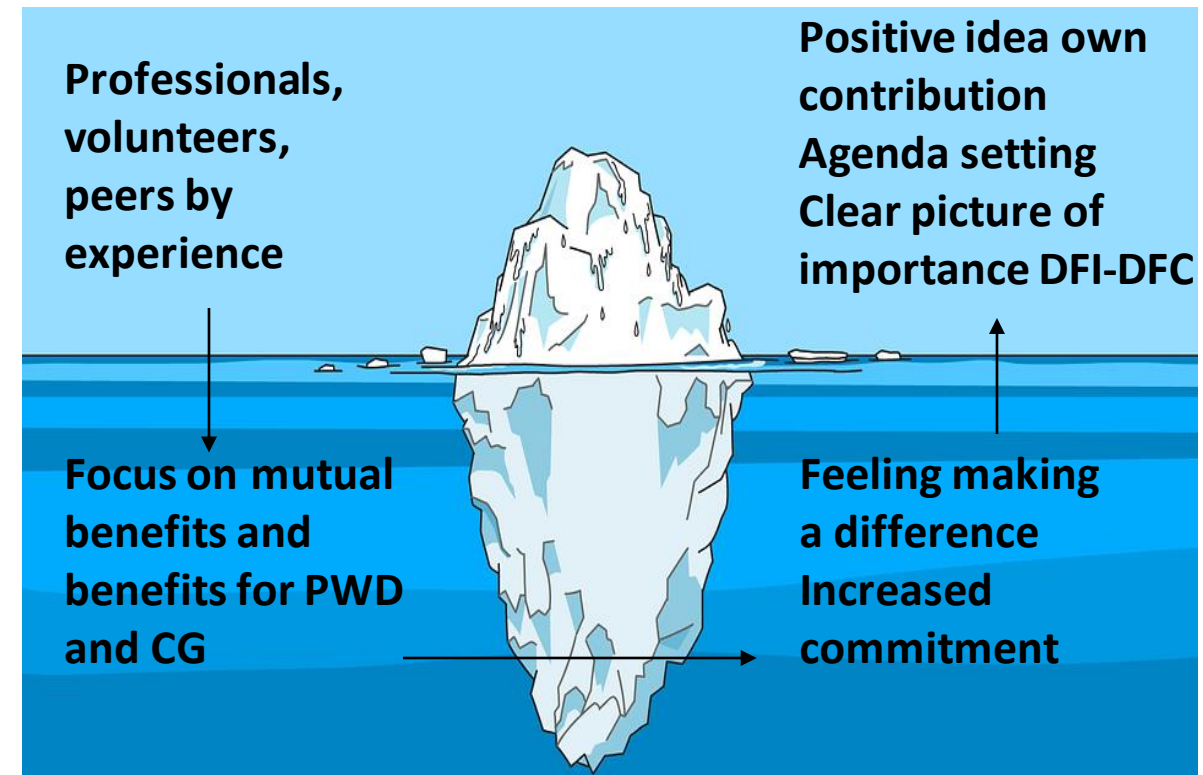 Professionals,
volunteers,
peers by
experience
Focus on mutual
benefits and
benefits for PWD
and CG
Feeling making
a difference
Increased
commitment
Positive idea own
contribution
Agenda setting
Clear picture of
importance DFI-DFC